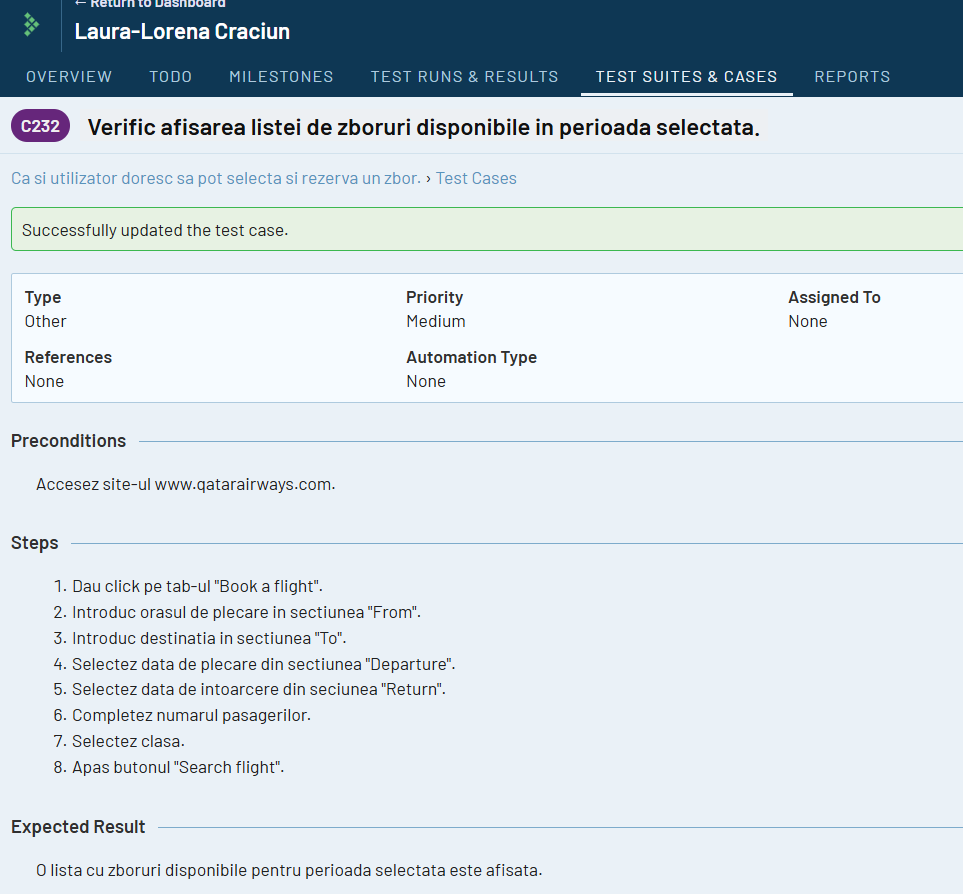 ← Return to Dashboard
Laura-Lorena Craciun
OVERVIEW TODO MILESTONES TEST RUNS & RESULTS TEST SUITES & CASES REPORTS
C232 Verific afisarea listei de zboruri disponibile in perioada selectata.
Ca si utilizator doresc sa pot selecta si rezerva un zbor. › Test Cases
Successfully updated the test case.
Type Priority Assigned To
Other Medium None
References Automation Type
None None
Preconditions
Accesez site-ul www.qatarairways.com.
Steps
1. Dau click pe tab-ul "Book a flight".
2. Introduc orasul de plecare in sectiunea "From".
3. Introduc destinatia in sectiunea "To".
4. Selectez data de plecare din sectiunea "Departure".
5. Selectez data de intoarcere din seciunea "Return".
6. Completez numarul pasagerilor.
7. Selectez clasa.
8. Apas butonul "Search flight".
Expected Result
O lista cu zboruri disponibile pentru perioada selectata este afisata.